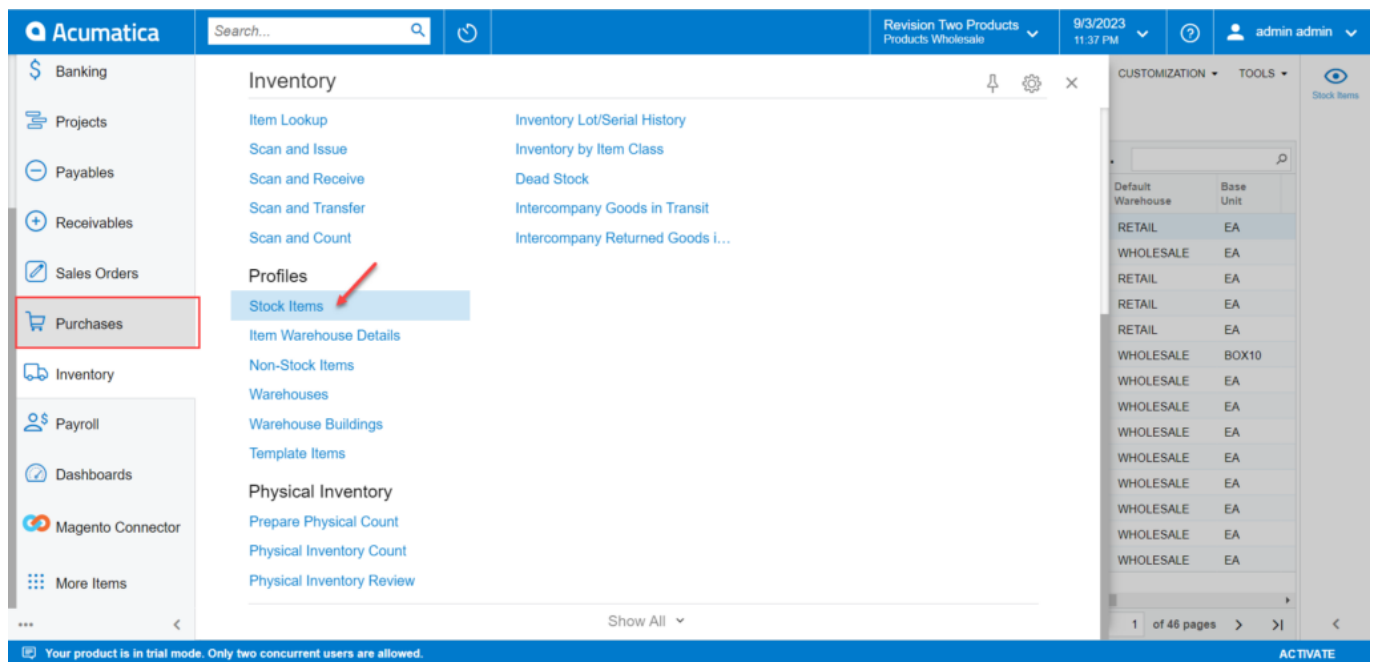 Acumatica
Search...
Revision Two Products
Products Wholesale
9/3/2023
11:37 PM
admin admin
Banking
Projects
Payables
Receivables
Sales Orders
Purchases
Inventory
Payroll
Dashboards
Magento Connector
More Items
Inventory
Item Lookup
Scan and Issue
Scan and Receive
Scan and Transfer
Scan and Count
Profiles
Stock Items
Item Warehouse Details
Non-Stock Items
Warehouses
Warehouse Buildings
Template Items
Physical Inventory
Prepare Physical Count
Physical Inventory Count
Physical Inventory Review
Inventory Lot/Serial History
Inventory by Item Class
Dead Stock
Intercompany Goods in Transit
Intercompany Returned Goods i...
Show All
CUSTOMIZATION TOOLS
Stock Items
Default Warehouse Base Unit
RETAIL EA
WHOLESALE EA
RETAIL EA
RETAIL EA
RETAIL EA
WHOLESALE BOX10
WHOLESALE EA
WHOLESALE EA
WHOLESALE EA
WHOLESALE EA
WHOLESALE EA
WHOLESALE EA
WHOLESALE EA
WHOLESALE EA
1 of 46 pages
Your product is in trial mode. Only two concurrent users are allowed.
ACTIVATE